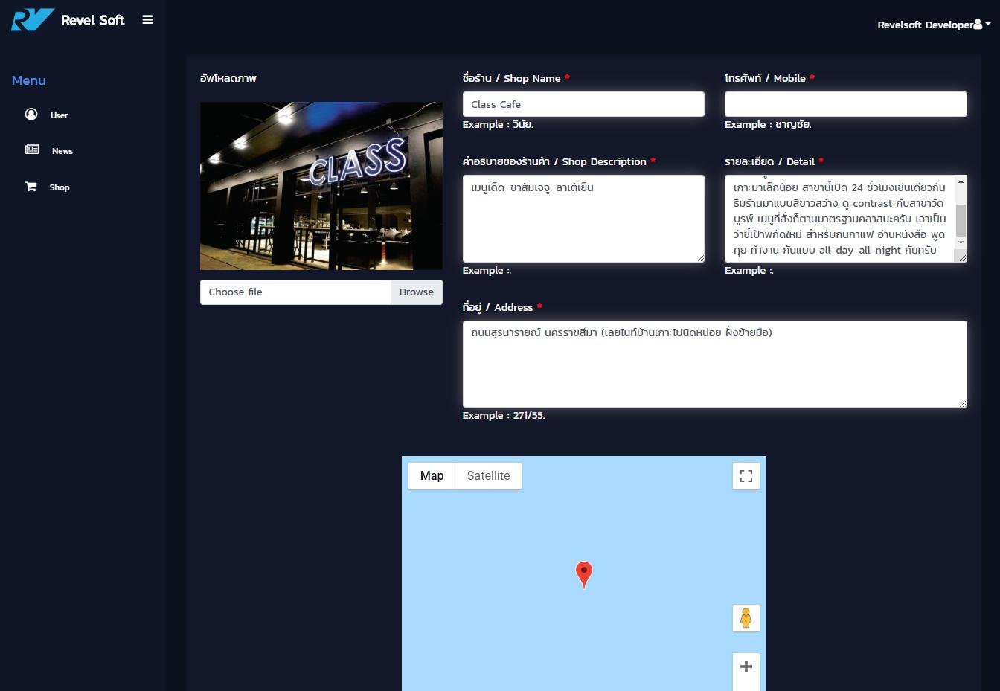 Revel Soft
Revelsoft Developer
Menu
User
News
Shop
อัพโหลดภาพ
CLASS
Choose file
Browse
ชื่อร้าน / Shop Name *
Class Cafe
Example : วินัย.
โทรศัพท์ / Mobile *
Example : ชาญชัย.
คำอธิบายของร้านค้า / Shop Description *
เมนูเด็ด: ชาส้มเจจู, ลาเต้เย็น
Example :.
รายละเอียด / Detail *
เกาะมาเล็กน้อย สาขานี้เปิด 24 ชั่วโมงเช่นเดียวกัน
ธีมร้านมาแบบสีขาวสว่าง ดู contrast กับสาขาวัด
บูรพ์ เมนูที่สั่งก็ตามมาตรฐานคลาสนะครับ เอาเป็น
ว่าชี้เป้าพิกัดใหม่ สำหรับกินกาแฟ อ่านหนังสือ พูด
คุย ทำงาน กันแบบ all-day-all-night กันครับ
Example :.
ที่อยู่ / Address *
ถนนสุรนารายณ์ นครราชสีมา (เลยไนท์บ้านเกาะไปนิดหน่อย ฝั่งซ้ายมือ)
Example : 271/55.
Map
Satellite